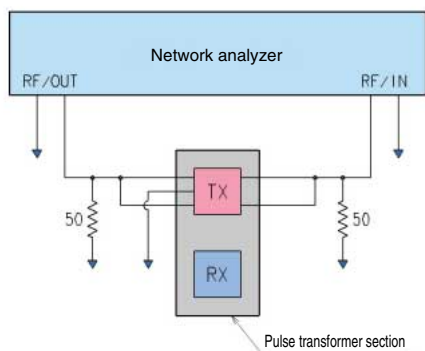 Network analyzer
RF/OUT
RF/IN
TX
50
50
RX
Pulse transformer section